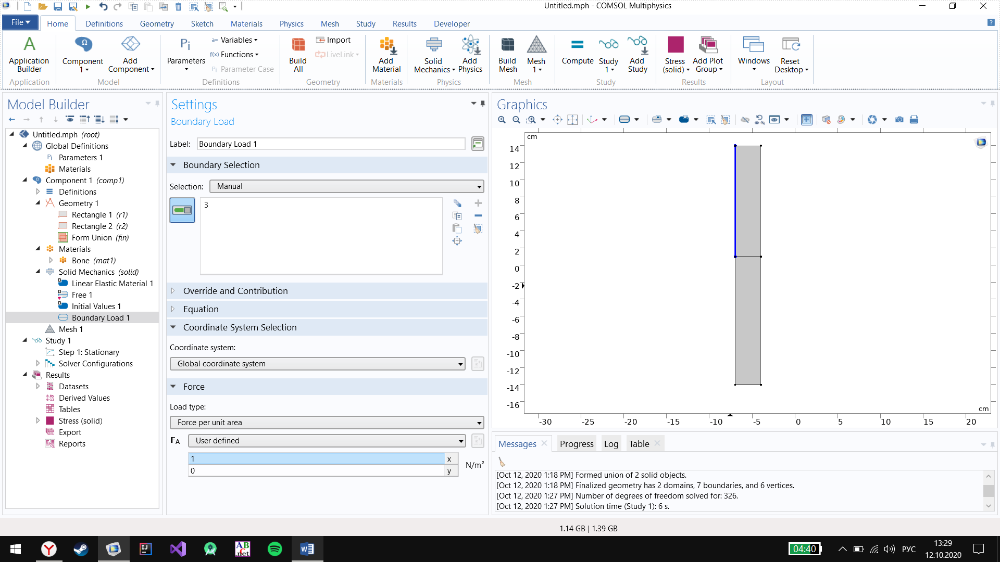 Untitled.mph - COMSOL Multiphysics
File
Home
Definitions
Geometry
Sketch
Materials
Physics
Mesh
Study
Results
Developer
Application Builder
Component 1
Add Component
Parameters
a= Variables
f(x) Functions
Pi Parameter Case
Build All
Import
LiveLink
Add Material
Solid Mechanics
Add Physics
Build Mesh
Mesh 1
Compute
Study 1
Add Study
Stress (solid)
Add Plot Group
Windows
Reset Desktop
Application
Model
Definitions
Geometry
Materials
Physics
Mesh
Study
Results
Layout
Model Builder
Untitled.mph (root)
Global Definitions
Pi Parameters 1
Materials
Component 1 (comp1)
Definitions
Geometry 1
Rectangle 1 (r1)
Rectangle 2 (r2)
Form Union (fin)
Materials
Bone (mat1)
Solid Mechanics (solid)
Linear Elastic Material 1
Free 1
Initial Values 1
Boundary Load 1
Mesh 1
Study 1
Step 1: Stationary
Solver Configurations
Results
Datasets
8.85 e-12 Derived Values
Tables
Stress (solid)
Export
Reports
Settings
Boundary Load
Label: Boundary Load 1
Boundary Selection
Selection: Manual
3
Override and Contribution
Equation
Coordinate System Selection
Coordinate system:
Global coordinate system
Force
Load type:
Force per unit area
FA User defined
1 x
0 y
N/m²
Graphics
cm
14
12
10
8
6
4
2
0
-2
-4
-6
-8
-10
-12
-14
-16
cm
-30 -25 -20 -15 -10 -5 0 5 10 15 20
Messages Progress Log Table
[Oct 12, 2020 1:18 PM] Formed union of 2 solid objects.
[Oct 12, 2020 1:18 PM] Finalized geometry has 2 domains, 7 boundaries, and 6 vertices.
[Oct 12, 2020 1:27 PM] Number of degrees of freedom solved for: 326.
[Oct 12, 2020 1:27 PM] Solution time (Study 1): 6 s.
1.14 GB | 1.39 GB
04:40
РУС
13:29
12.10.2020